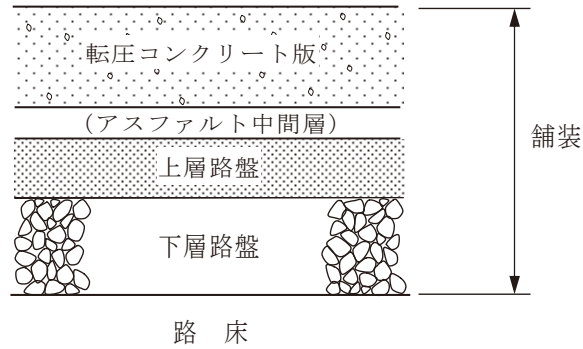 転圧コンクリート版
(アスファルト中間層)
舗装
上層路盤
下層路盤
路 床